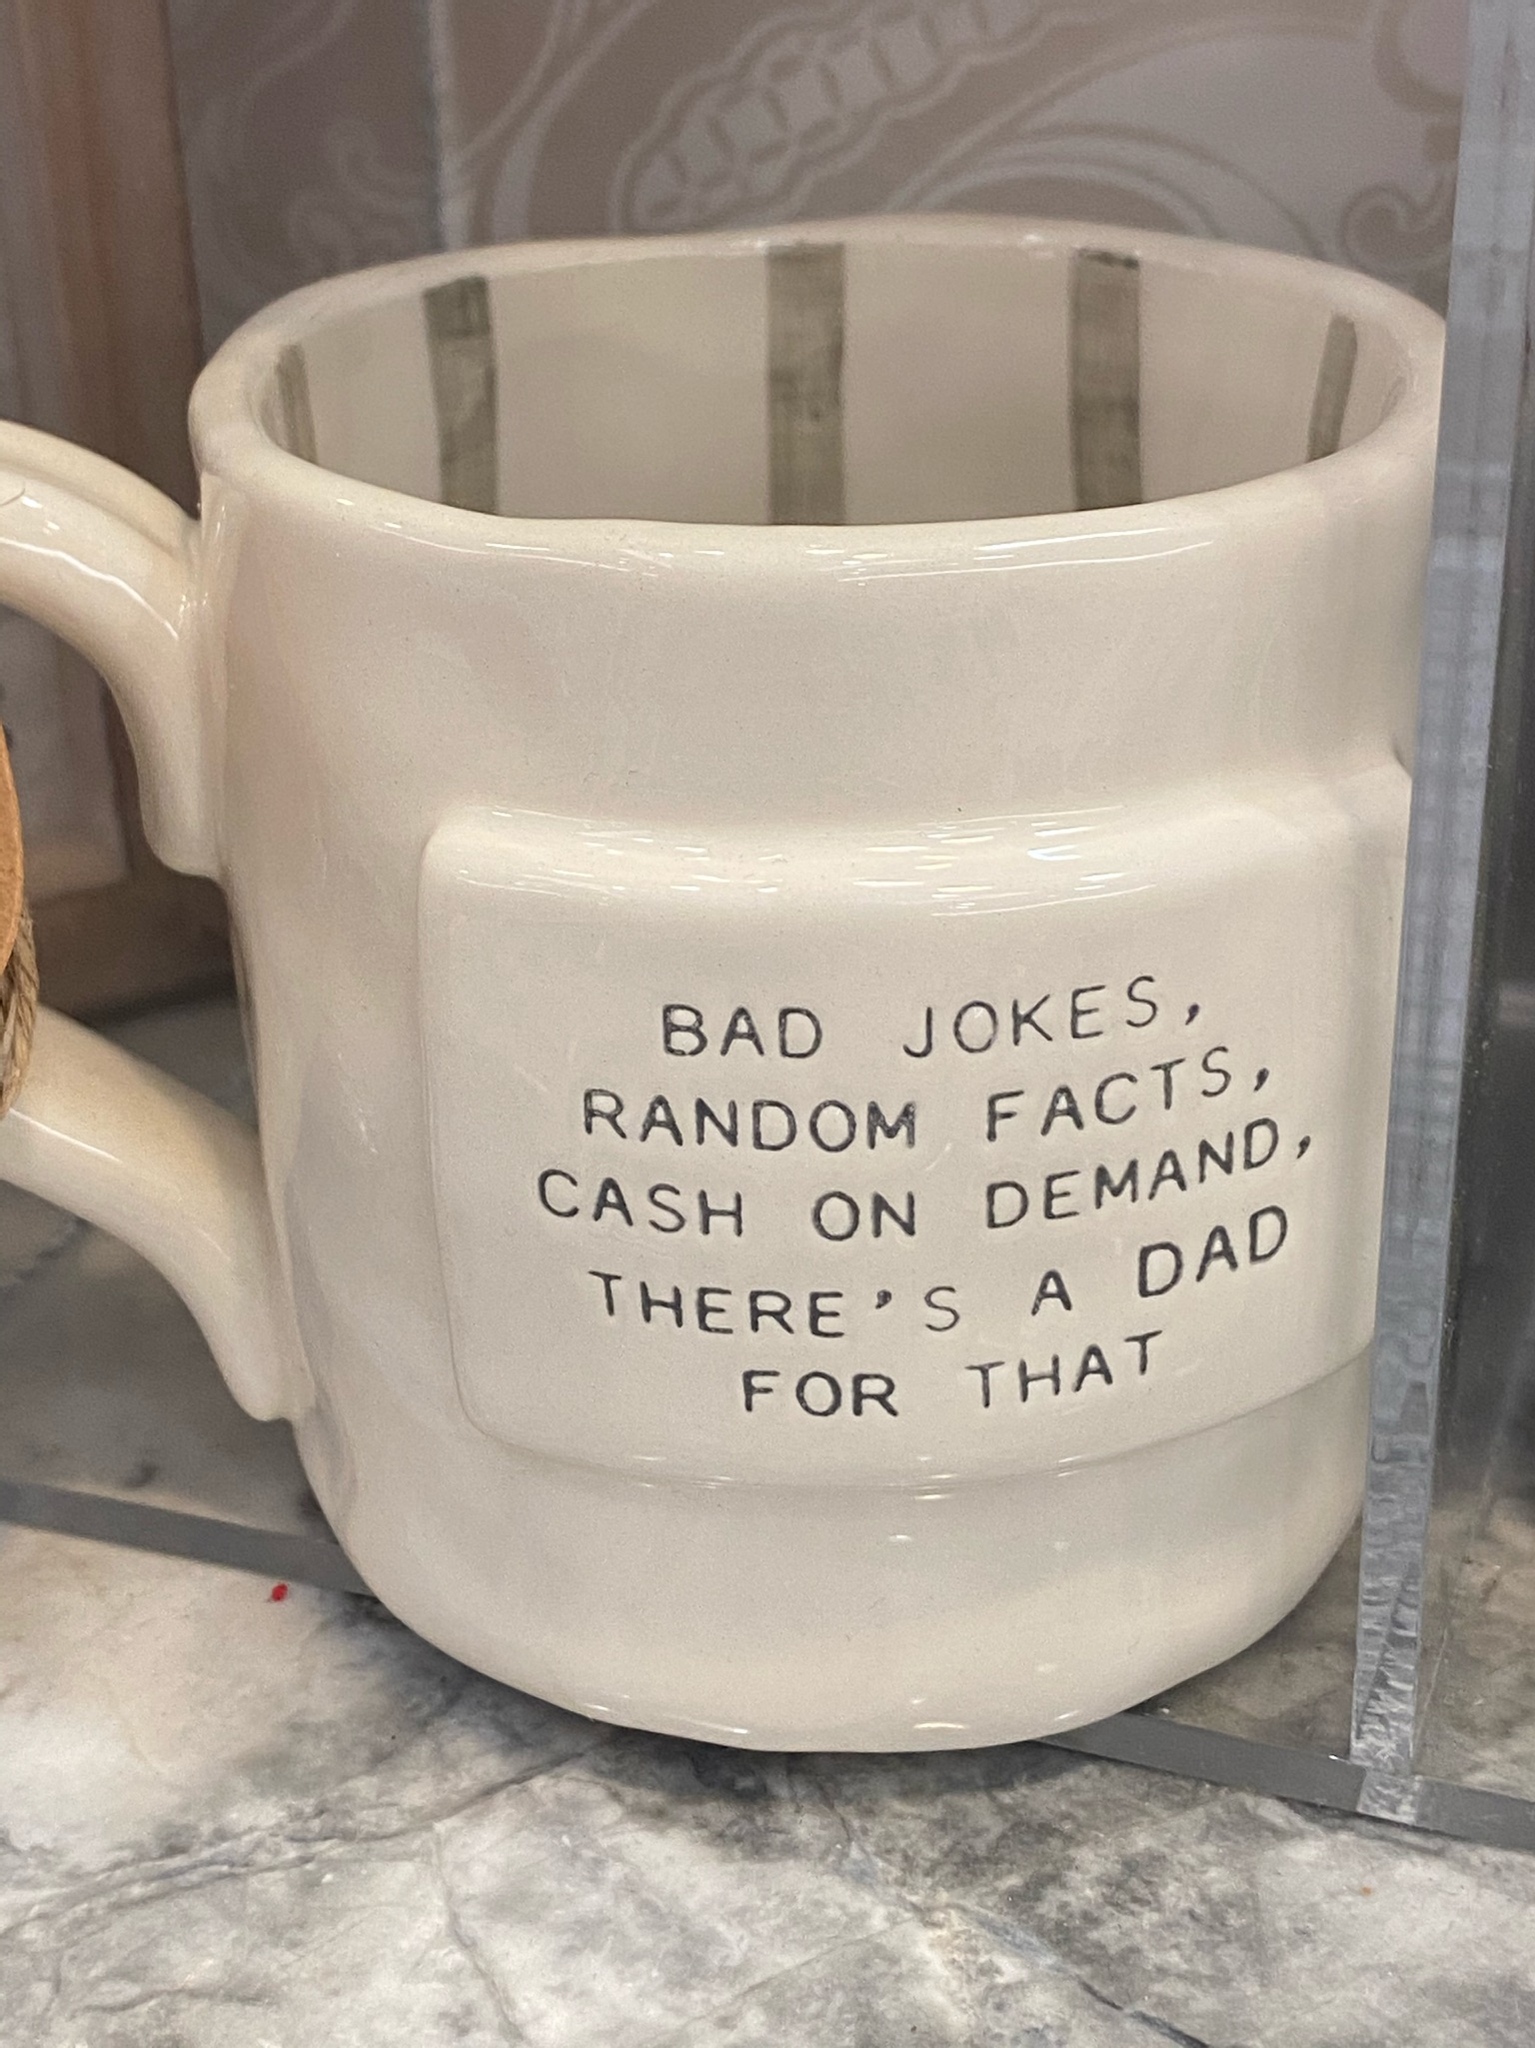 BAD JOKES,
RANDOM FACTS,
CASH ON DEMAND,
THERE'S A DAD
FOR THAT